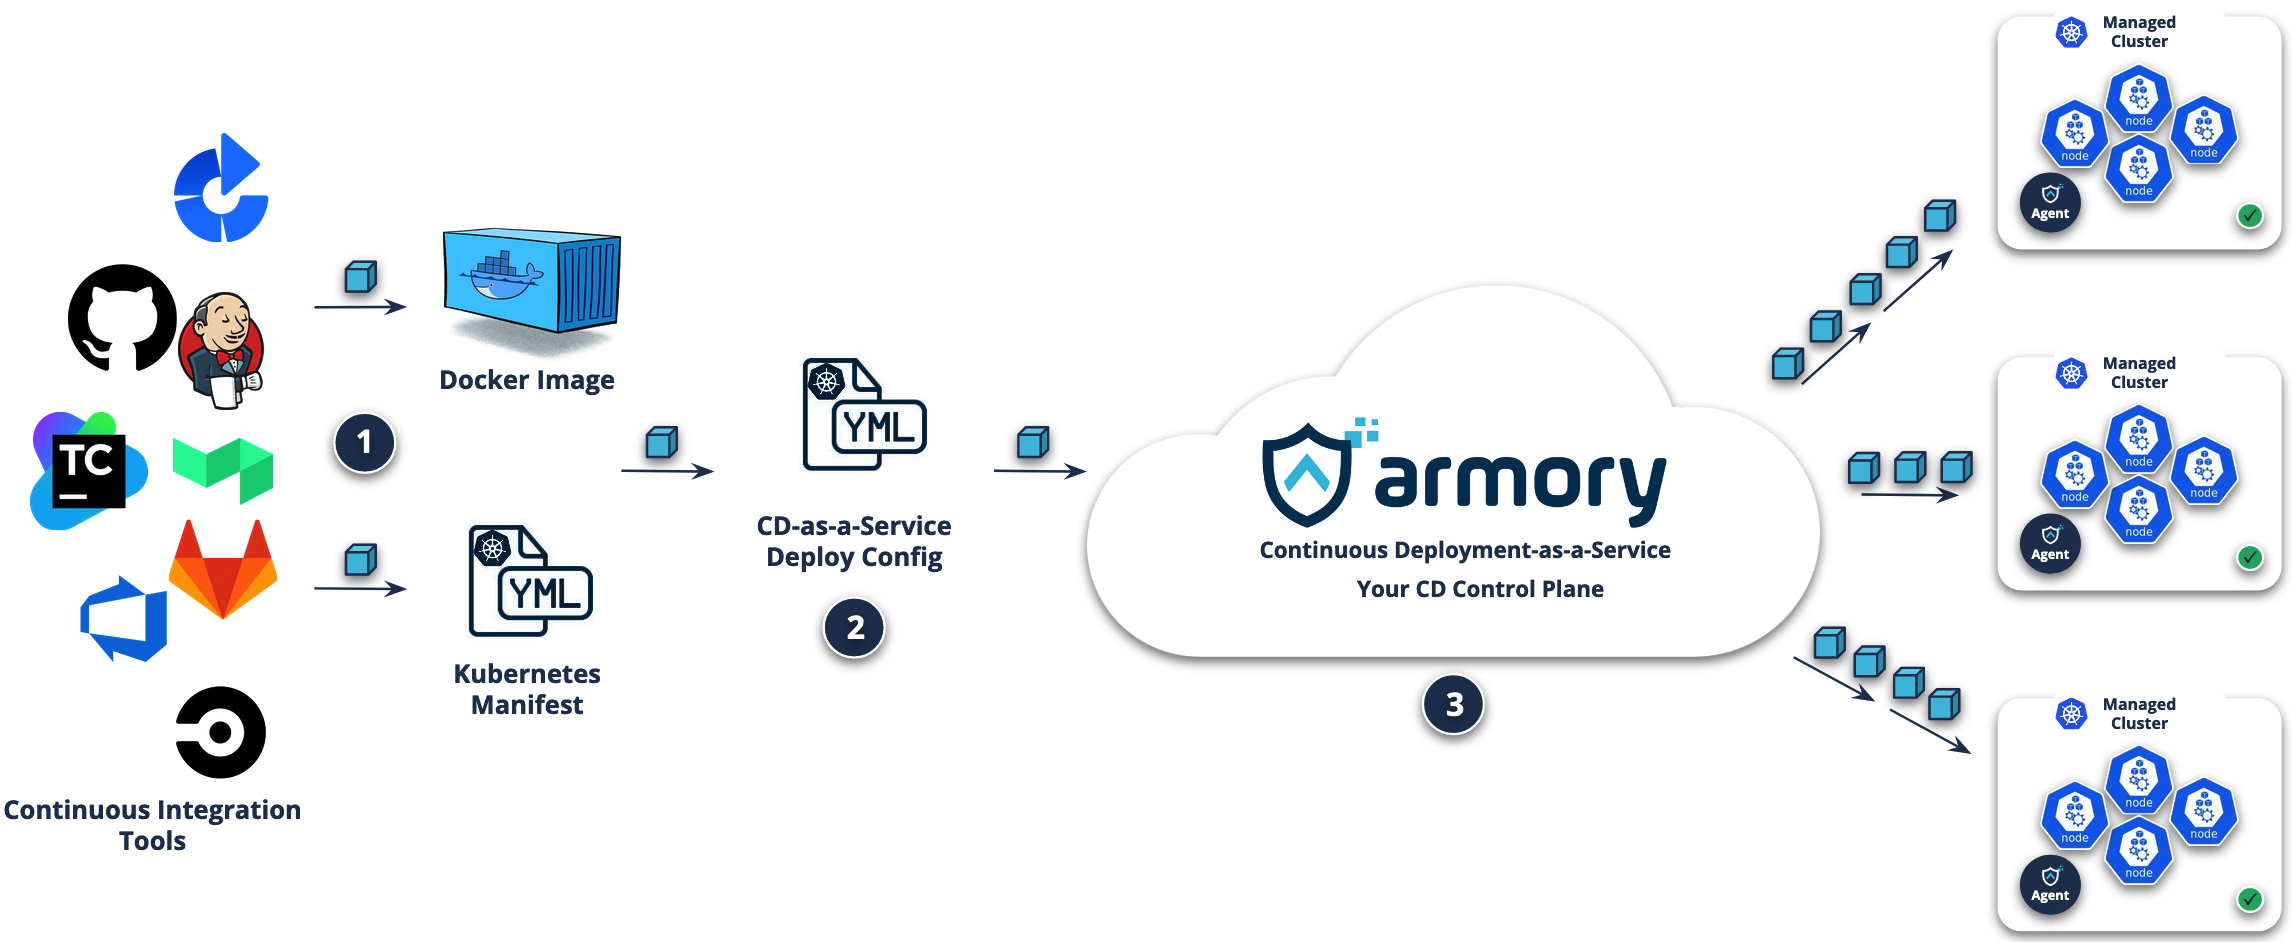 TC
Continuous Integration
Tools
1
Docker Image
YML
Kubernetes
Manifest
YML
CD-as-a-Service
Deploy Config
2
armory
Continuous Deployment-as-a-Service
Your CD Control Plane
3
Managed
Cluster
node
node
node
node
Agent
Managed
Cluster
node
node
node
node
Agent
Managed
Cluster
node
node
node
node
Agent